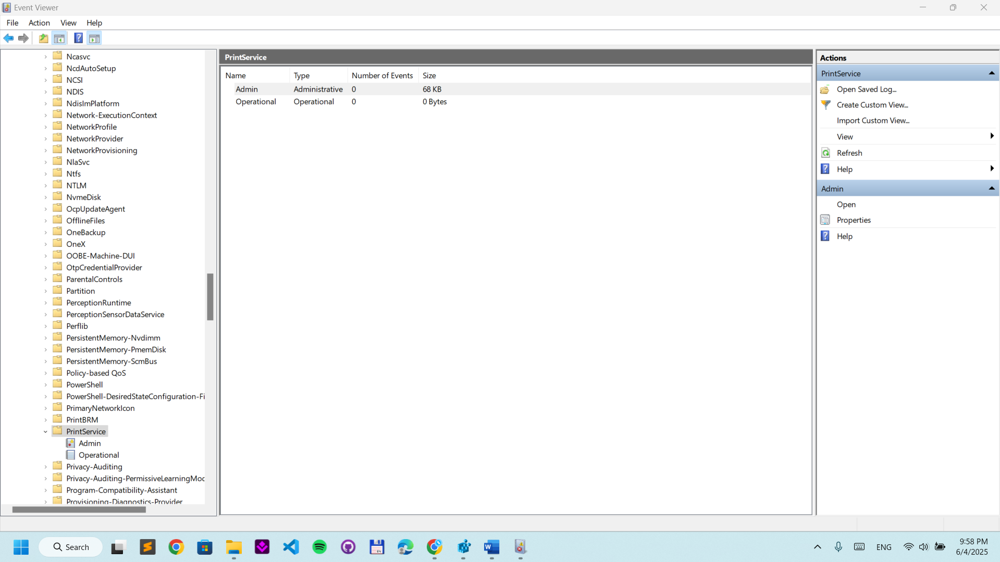 Event Viewer
File Action View Help
Ncasvc
NcdAutoSetup
NCSI
NDIS
NdisImPlatform
Network-ExecutionContext
NetworkProfile
NetworkProvider
NetworkProvisioning
NlaSvc
Ntfs
NTLM
NvmeDisk
OcpUpdateAgent
OfflineFiles
OneBackup
OneX
OOBE-Machine-DUI
OtpCredentialProvider
ParentalControls
Partition
PerceptionRuntime
PerceptionSensorDataService
Perflib
PersistentMemory-Nvdimm
PersistentMemory-PmemDisk
PersistentMemory-ScmBus
Policy-based QoS
PowerShell
PowerShell-DesiredStateConfiguration-Fi
PrimaryNetworkIcon
PrintBRM
PrintService
Admin
Operational
Privacy-Auditing
Privacy-Auditing-PermissiveLearningMod
Program-Compatibility-Assistant
Provisioning-Diagnostics-Provider
PrintService
Name Type Number of Events Size
Admin Administrative 0 68 KB
Operational Operational 0 0 Bytes
Actions
PrintService
Open Saved Log...
Create Custom View...
Import Custom View...
View
Refresh
Help
Admin
Open
Properties
Help
Search
ENG
9:58 PM
6/4/2025